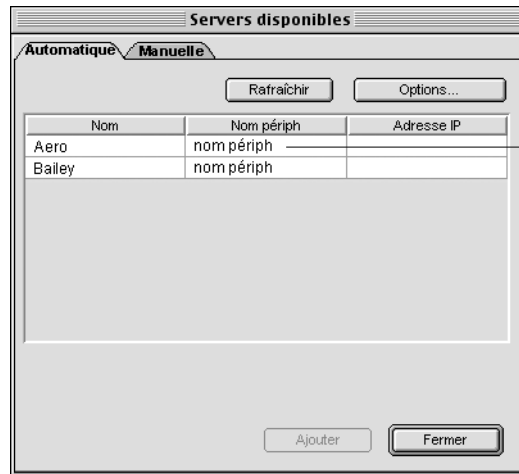 Servers disponibles
Automatique Manuelle
Rafraîchir Options...
Nom Nom périph Adresse IP
Aero nom périph
Bailey nom périph
Ajouter Fermer